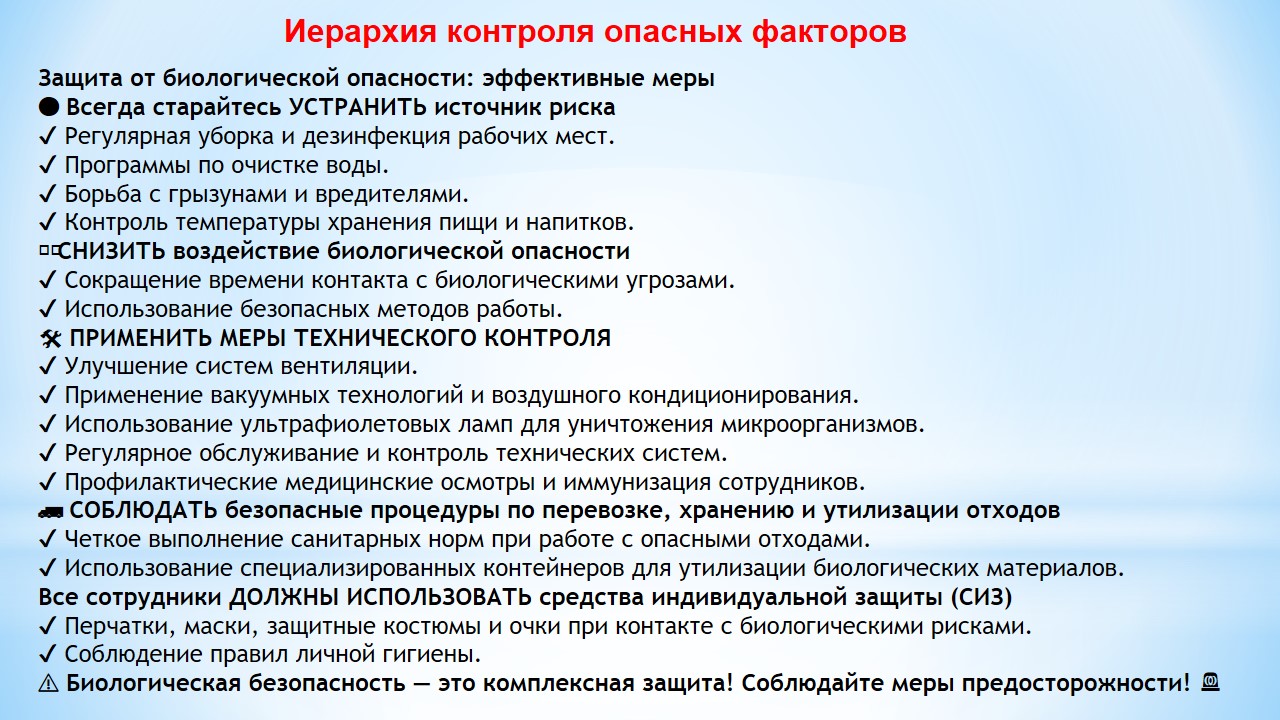 Иерархия контроля опасных факторов
Защита от биологической опасности: эффективные меры
● Всегда старайтесь УСТРАНИТЬ источник риска
✔ Регулярная уборка и дезинфекция рабочих мест.
✔ Программы по очистке воды.
✔ Борьба с грызунами и вредителями.
✔ Контроль температуры хранения пищи и напитков.
□□СНИЗИТЬ воздействие биологической опасности
✔ Сокращение времени контакта с биологическими угрозами.
✔ Использование безопасных методов работы.
🛠 ПРИМЕНИТЬ МЕРЫ ТЕХНИЧЕСКОГО КОНТРОЛЯ
✔ Улучшение систем вентиляции.
✔ Применение вакуумных технологий и воздушного кондиционирования.
✔ Использование ультрафиолетовых ламп для уничтожения микроорганизмов.
✔ Регулярное обслуживание и контроль технических систем.
✔ Профилактические медицинские осмотры и иммунизация сотрудников.
🚛 СОБЛЮДАТЬ безопасные процедуры по перевозке, хранению и утилизации отходов
✔ Четкое выполнение санитарных норм при работе с опасными отходами.
✔ Использование специализированных контейнеров для утилизации биологических материалов.
Все сотрудники ДОЛЖНЫ ИСПОЛЬЗОВАТЬ средства индивидуальной защиты (СИЗ)
✔ Перчатки, маски, защитные костюмы и очки при контакте с биологическими рисками.
✔ Соблюдение правил личной гигиены.
⚠ Биологическая безопасность — это комплексная защита! Соблюдайте меры предосторожности! 🚨